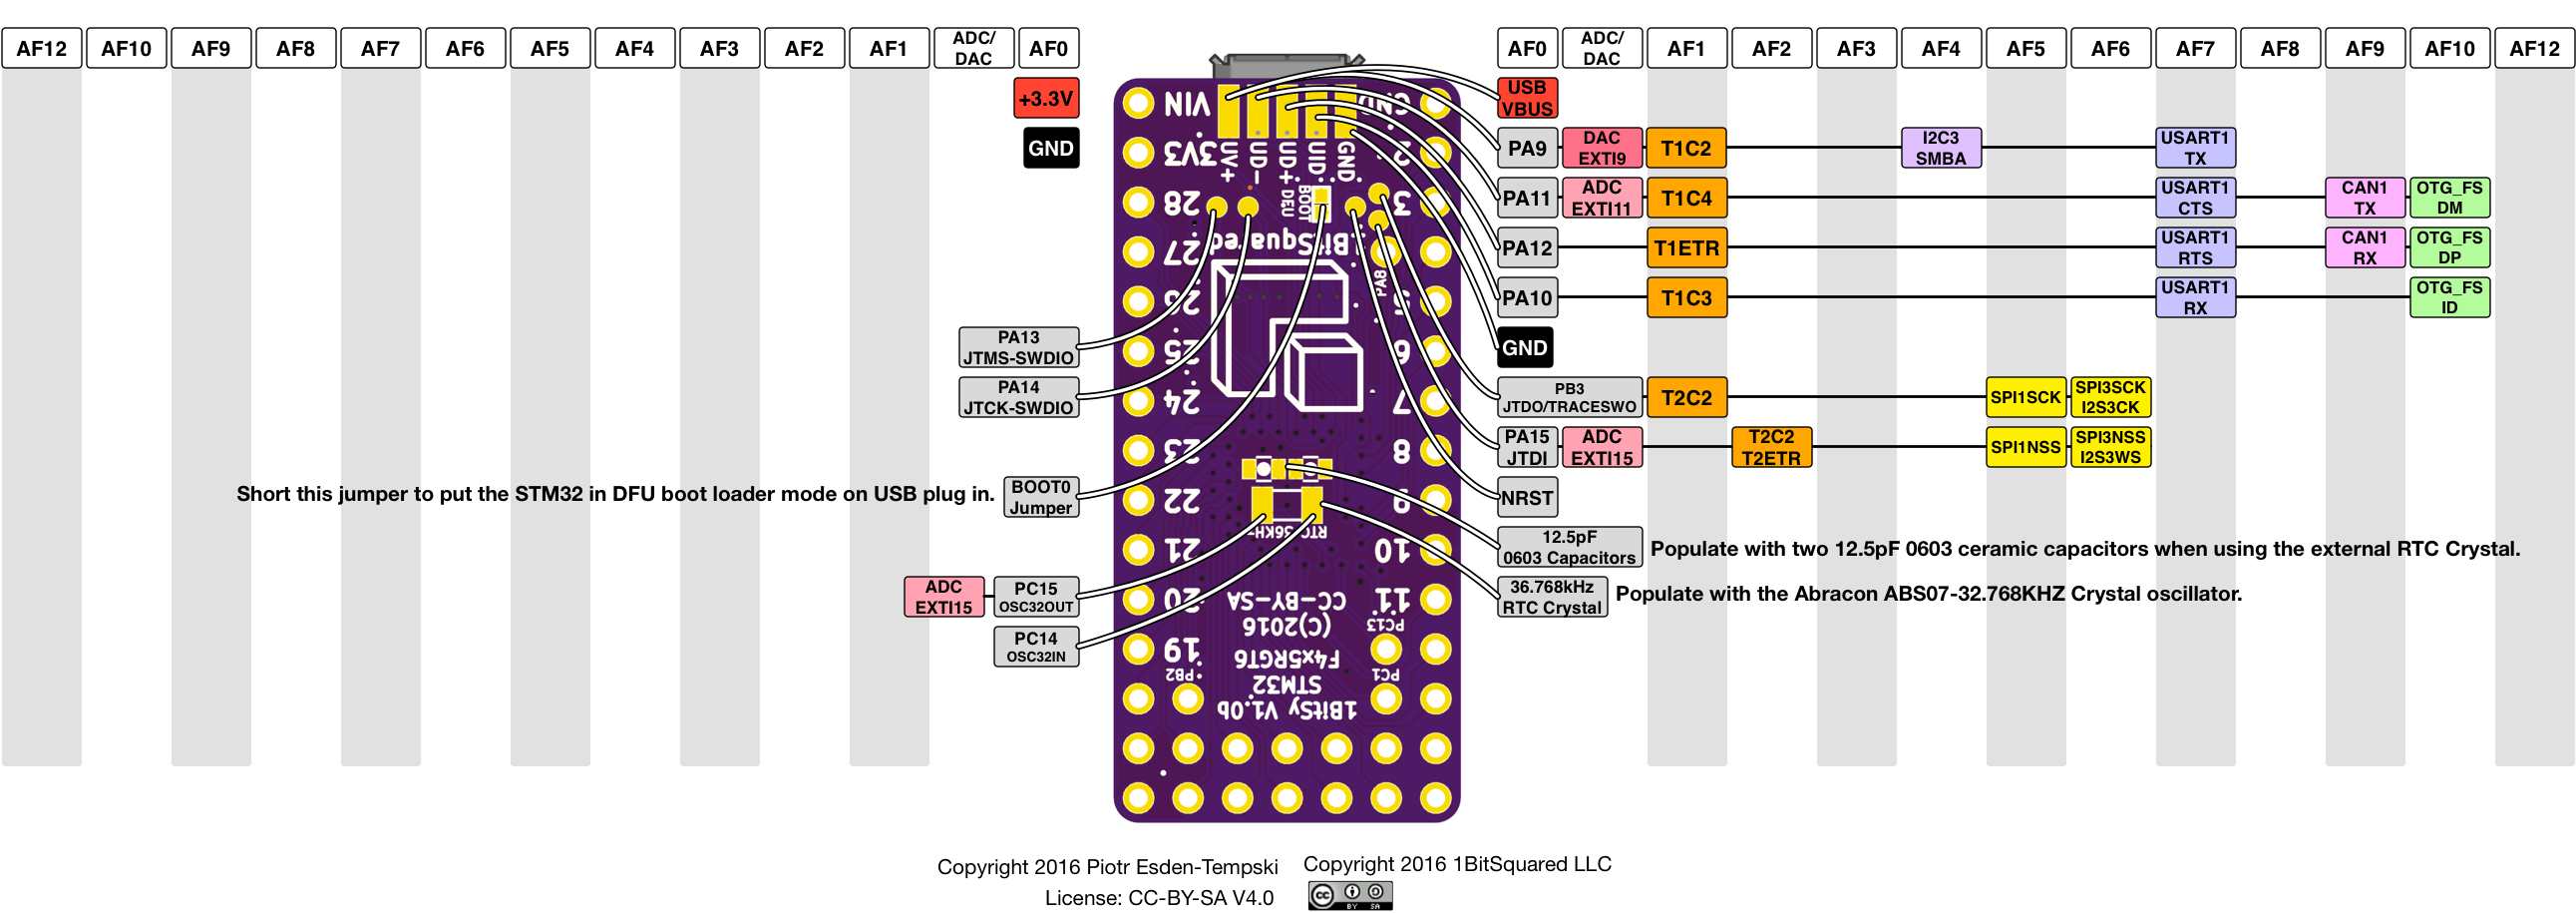 AF12 AF10 AF9 AF8 AF7 AF6 AF5 AF4 AF3 AF2 AF1 ADC/ DAC AF0
AF0 ADC/ DAC AF1 AF2 AF3 AF4 AF5 AF6 AF7 AF8 AF9 AF10 AF12
+3.3V
GND
PA13
JTMS-SWDIO
PA14
JTCK-SWDIO
Short this jumper to put the STM32 in DFU boot loader mode on USB plug in.
BOOT0
Jumper
ADC
EXTI15
PC15
OSC32OUT
PC14
OSC32IN
VIN
3V3
28
27
26
25
24
23
22
21
20
19
PB2
UV+
UD-
UD+
UID
GND
BOOT
DFU
GND
2
3
PA8
5
6
7
8
9
10
11
PC13
PC1
1BitSquared
CC-BY-SA
(C)2016
F4x5RGT6
STM32
1BitSy V1.0b
USB
VBUS
PA9
DAC
EXTI9
T1C2
I2C3
SMBA
USART1
TX
PA11
ADC
EXTI11
T1C4
USART1
CTS
CAN1
TX
OTG_FS
DM
PA12
T1ETR
USART1
RTS
CAN1
RX
OTG_FS
DP
PA10
T1C3
USART1
RX
OTG_FS
ID
GND
PB3
JTDO/TRACESWO
T2C2
SPI1SCK
SPI3SCK
I2S3CK
PA15
JTDI
ADC
EXTI15
T2C2
T2ETR
SPI1NSS
SPI3NSS
I2S3WS
NRST
12.5pF
0603 Capacitors
Populate with two 12.5pF 0603 ceramic capacitors when using the external RTC Crystal.
36.768kHz
RTC Crystal
Populate with the Abracon ABS07-32.768KHZ Crystal oscillator.
Copyright 2016 Piotr Esden-Tempski
Copyright 2016 1BitSquared LLC
License: CC-BY-SA V4.0
cc
BY SA